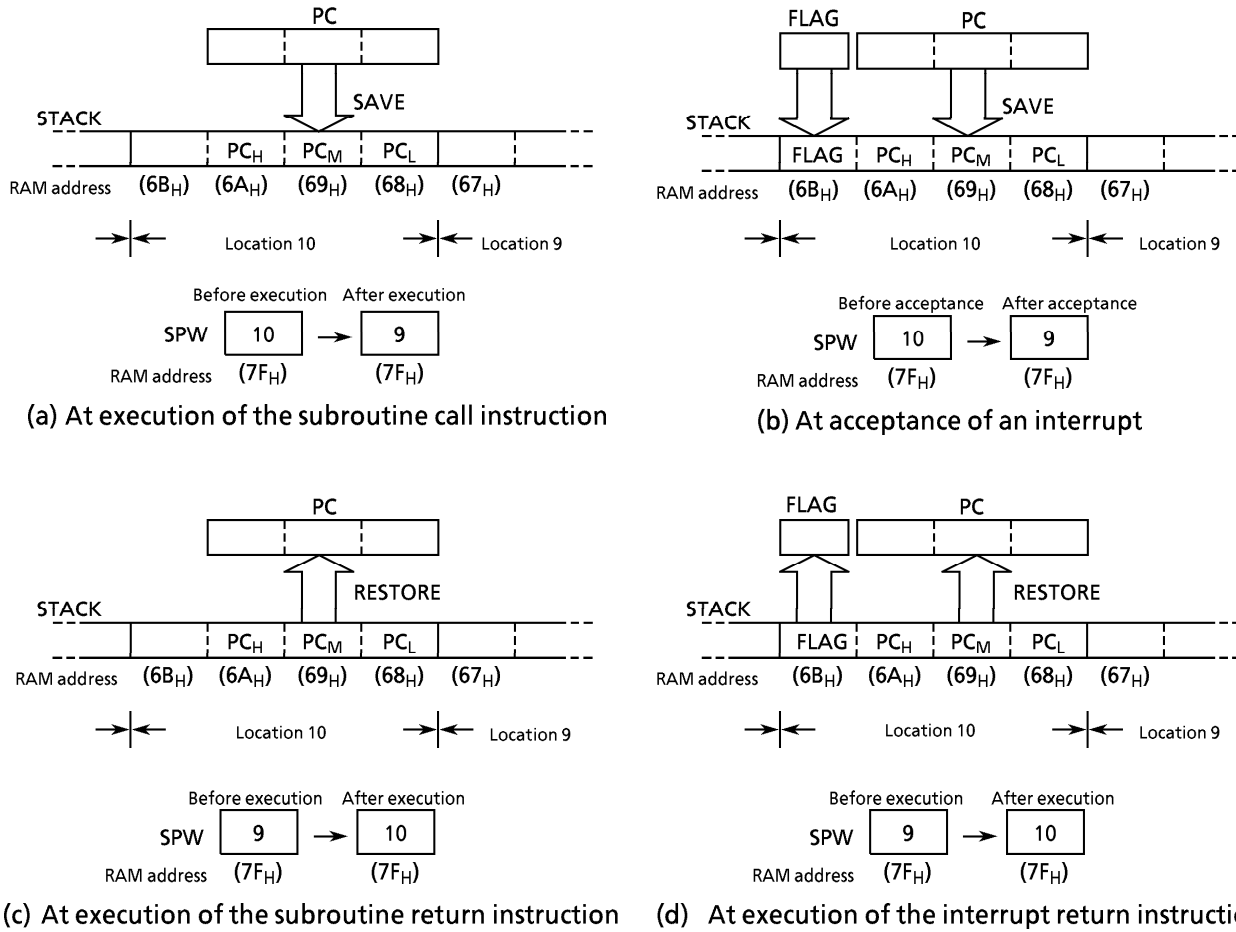 PC
SAVE
STACK
PCH PCM PCL
RAM address (6BH) (6AH) (69H) (68H) (67H)
Location 10 Location 9
Before execution After execution
SPW 10 9
RAM address (7FH) (7FH)
(a) At execution of the subroutine call instruction
FLAG PC
SAVE
STACK
FLAG PCH PCM PCL
RAM address (6BH) (6AH) (69H) (68H) (67H)
Location 10 Location 9
Before acceptance After acceptance
SPW 10 9
RAM address (7FH) (7FH)
(b) At acceptance of an interrupt
PC
RESTORE
STACK
PCH PCM PCL
RAM address (6BH) (6AH) (69H) (68H) (67H)
Location 10 Location 9
Before execution After execution
SPW 9 10
RAM address (7FH) (7FH)
(c) At execution of the subroutine return instruction
FLAG PC
RESTORE
STACK
FLAG PCH PCM PCL
RAM address (6BH) (6AH) (69H) (68H) (67H)
Location 10 Location 9
Before execution After execution
SPW 9 10
RAM address (7FH) (7FH)
(d) At execution of the interrupt return instructi